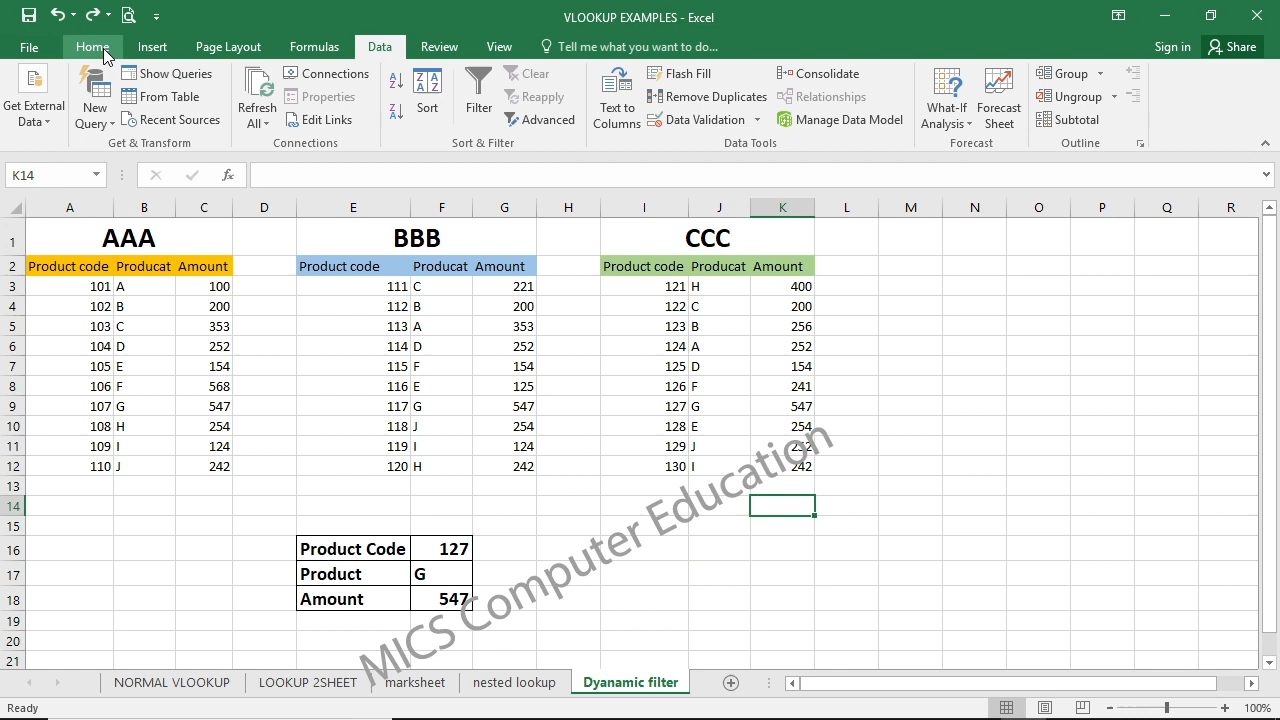 VLOOKUP EXAMPLES - Excel
File Home Insert Page Layout Formulas Data Review View Tell me what you want to do... Sign in Share
Get External Data
New Query
Show Queries
From Table
Recent Sources
Get & Transform
Refresh All
Connections
Properties
Edit Links
Connections
Sort
Filter
Clear
Reapply
Advanced
Sort & Filter
Text to Columns
Flash Fill
Remove Duplicates
Data Validation
Consolidate
Relationships
Manage Data Model
Data Tools
What-If Analysis
Forecast Sheet
Forecast
Group
Ungroup
Subtotal
Outline
K14 fx
A B C D E F G H I J K L M N O P Q R
1 AAA BBB CCC
2 Product code Producat Amount Product code Producat Amount Product code Producat Amount
3 101 A 100 111 C 221 121 H 400
4 102 B 200 112 B 200 122 C 200
5 103 C 353 113 A 353 123 B 256
6 104 D 252 114 D 252 124 A 252
7 105 E 154 115 F 154 125 D 154
8 106 F 568 116 E 125 126 F 241
9 107 G 547 117 G 547 127 G 547
10 108 H 254 118 J 254 128 E 254
11 109 I 124 119 I 124 129 J 252
12 110 J 242 120 H 242 130 I 242
13
14
15
16 Product Code 127
17 Product G
18 Amount 547
19
20
21
MICS Computer Education
NORMAL VLOOKUP LOOKUP 2SHEET marksheet nested lookup Dyanamic filter
Ready 100%